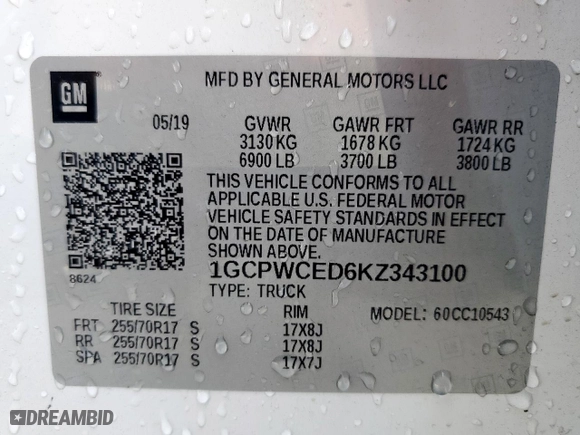 GM
MFD BY GENERAL MOTORS LLC
05/19 GVWR GAWR FRT GAWR RR
3130 KG 1678 KG 1724 KG
6900 LB 3700 LB 3800 LB
THIS VEHICLE CONFORMS TO ALL
APPLICABLE U.S. FEDERAL MOTOR
VEHICLE SAFETY STANDARDS IN EFFECT
ON THE DATE OF MANUFACTURE
SHOWN ABOVE.
8624
1GCPWCED6KZ343100
TYPE: TRUCK
TIRE SIZE RIM MODEL: 60CC10543
FRT 255/70R17 S 17X8J
RR 255/70R17 S 17X8J
SPA 255/70R17 S 17X7J
DREAMBID